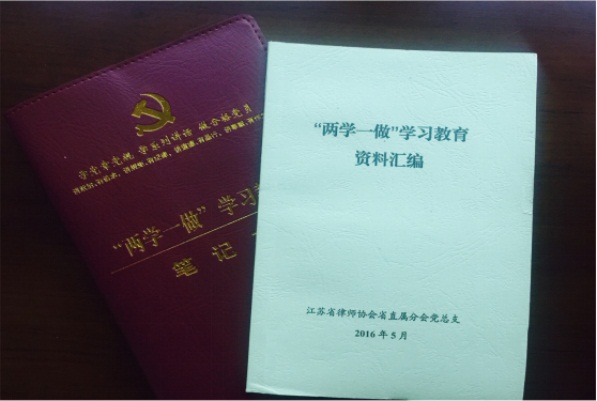 学党章党规 学系列讲话 做合格党员
"两学一做" 学习
笔记
"两学一做"学习教育
资料汇编
江苏省律师协会省直属分会党总支
2016年5月